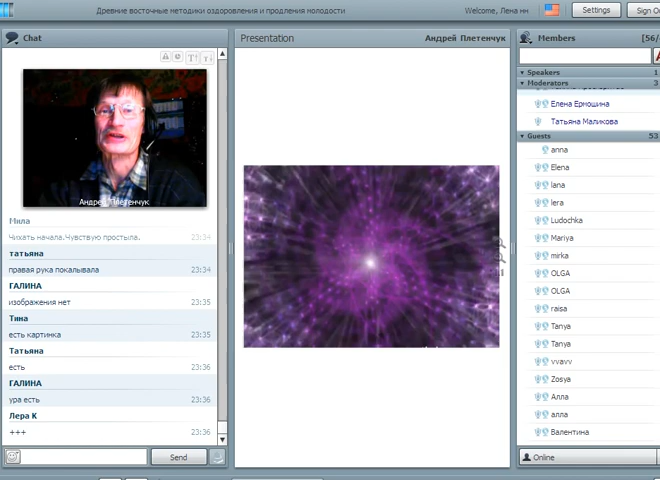 Древние восточные методики оздоровления и продления молодости
Welcome, Лена нн
Settings
Chat
Андрей Плетенчук
Мила
Чихать начала.Чувствую простыла. 23:34
татьяна
правая рука покалывала 23:34
ГАЛИНА
изображения нет 23:35
Тина
есть картинка 23:35
Татьяна
есть 23:36
ГАЛИНА
ура есть 23:36
Лера К
+++ 23:36
Send
Presentation
Андрей Плетенчук
Members
Speakers 1
Moderators 3
Елена Ермошина
Татьяна Маликова
Guests 53
anna
Elena
lana
lera
Ludochka
Mariya
mirka
OLGA
OLGA
raisa
Tanya
Tanya
vvavv
Zosya
Алла
алла
Валентина
Online